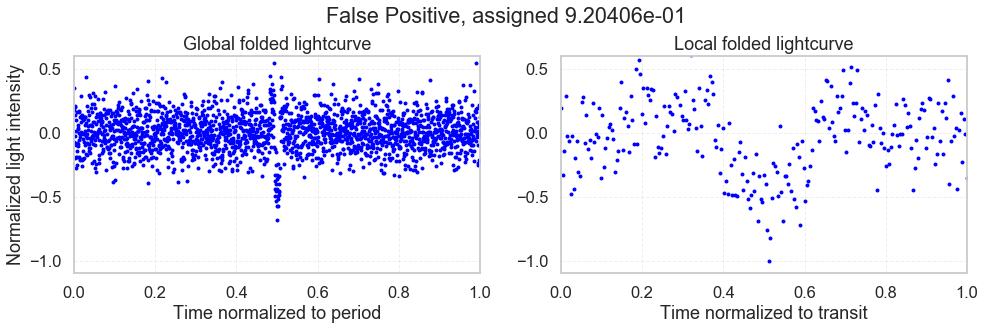 False Positive, assigned 9.20406e-01
Global folded lightcurve
Local folded lightcurve
Normalized light intensity
0.5
0.0
−0.5
−1.0
0.0 0.2 0.4 0.6 0.8 1.0
Time normalized to period
0.5
0.0
−0.5
−1.0
0.0 0.2 0.4 0.6 0.8 1.0
Time normalized to transit